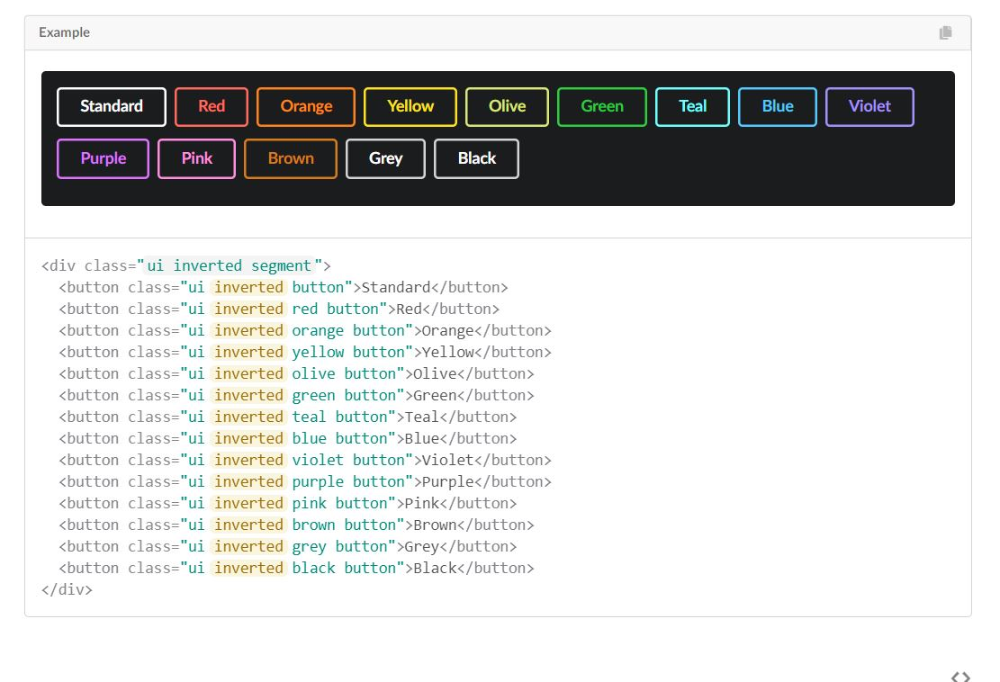 Example
Standard Red Orange Yellow Olive Green Teal Blue Violet
Purple Pink Brown Grey Black
<div class="ui inverted segment">
  <button class="ui inverted button">Standard</button>
  <button class="ui inverted red button">Red</button>
  <button class="ui inverted orange button">Orange</button>
  <button class="ui inverted yellow button">Yellow</button>
  <button class="ui inverted olive button">Olive</button>
  <button class="ui inverted green button">Green</button>
  <button class="ui inverted teal button">Teal</button>
  <button class="ui inverted blue button">Blue</button>
  <button class="ui inverted violet button">Violet</button>
  <button class="ui inverted purple button">Purple</button>
  <button class="ui inverted pink button">Pink</button>
  <button class="ui inverted brown button">Brown</button>
  <button class="ui inverted grey button">Grey</button>
  <button class="ui inverted black button">Black</button>
</div>